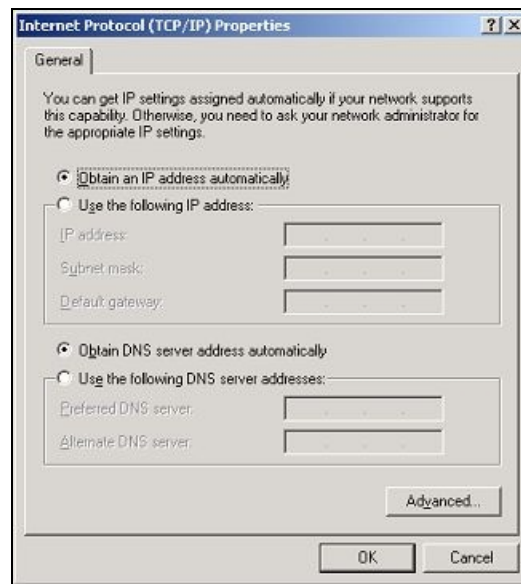 Internet Protocol (TCP/IP) Properties
General
You can get IP settings assigned automatically if your network supports
this capability. Otherwise, you need to ask your network administrator for
the appropriate IP settings.
Obtain an IP address automatically
Use the following IP address:
IP address:
Subnet mask:
Default gateway:
Obtain DNS server address automatically
Use the following DNS server addresses:
Preferred DNS server:
Alternate DNS server:
Advanced...
OK
Cancel